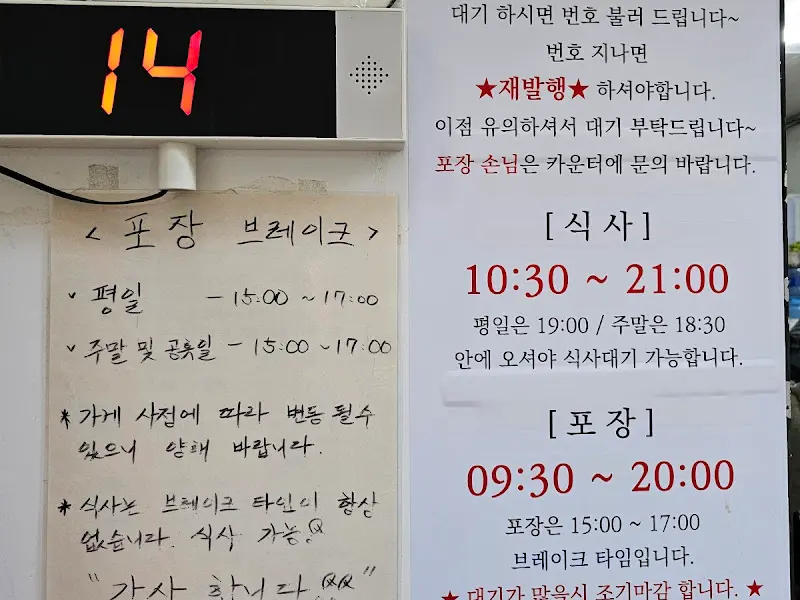 14
< 포장 브레이크 >
ˇ 평일 - 15:00 ~ 17:00
ˇ 주말 및 공휴일 - 15:00 ~ 17:00
* 가게 사정에 따라 변동 될수
있으니 양해 바랍니다.
* 식사는 브레이크 타임이 항상
없습니다. 식사 가능
"감사 합니다 "
대기 하시면 번호 불러 드립니다~
번호 지나면
★재발행★ 하셔야합니다.
이점 유의하셔서 대기 부탁드립니다~
포장 손님은 카운터에 문의 바랍니다.
[ 식 사 ]
10:30 ~ 21:00
평일은 19:00 / 주말은 18:30
안에 오셔야 식사대기 가능합니다.
[ 포 장 ]
09:30 ~ 20:00
포장은 15:00 ~ 17:00
브레이크 타임입니다.
★ 대기가 많을시 조기마감 합니다. ★